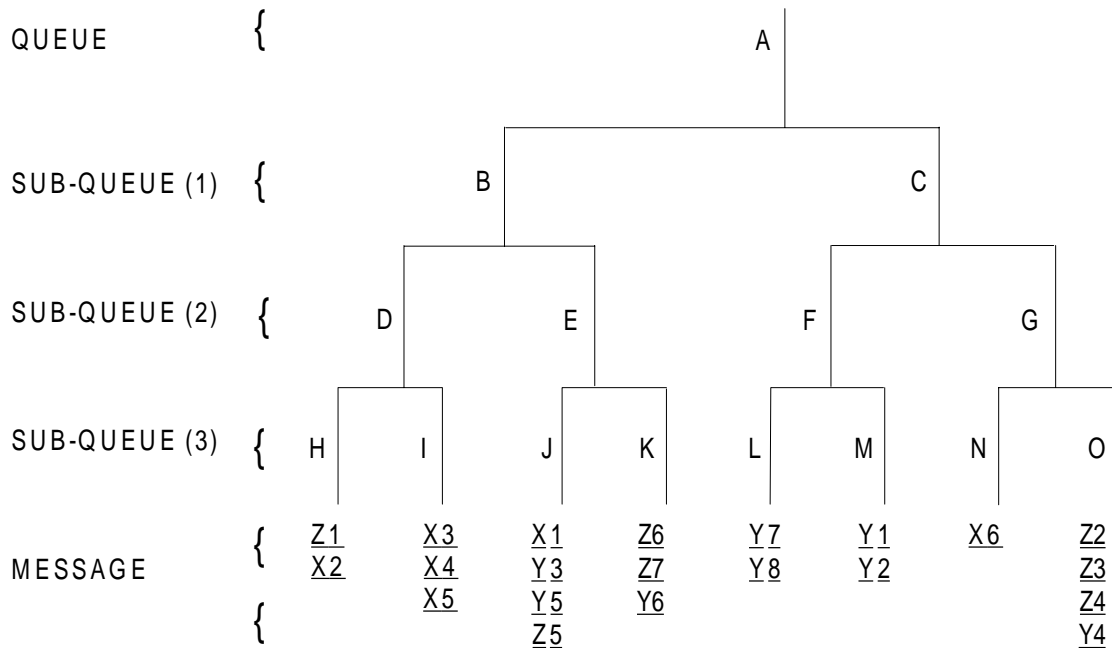 QUEUE { A
SUB-QUEUE (1) { B C
SUB-QUEUE (2) { D E F G
SUB-QUEUE (3) { H I J K L M N O
{ Z1 X3 X1 Z6 Y7 Y1 X6 Z2
MESSAGE X2 X4 Y3 Z7 Y8 Y2 Z3
{ X5 Y5 Y6 Z4
Z5 Y4